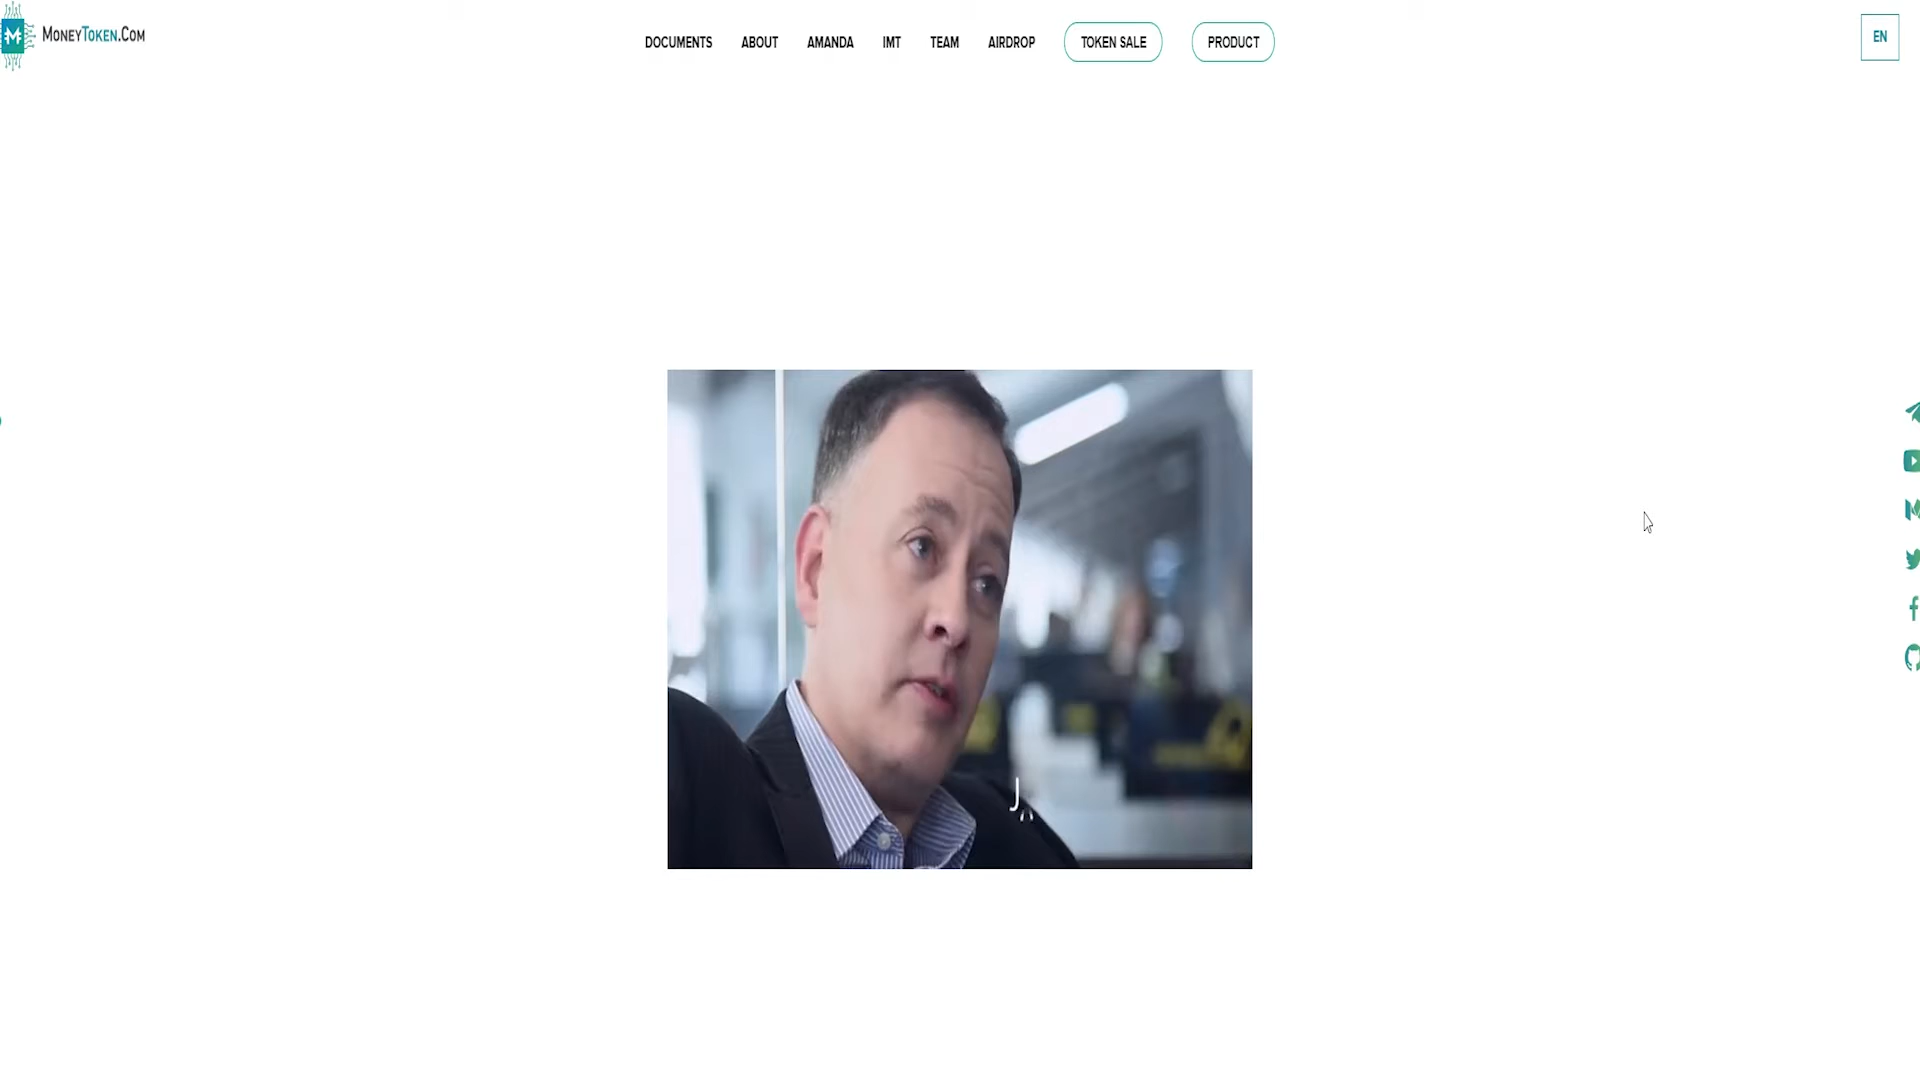 MONEYTOKEN.COM
DOCUMENTS
ABOUT
AMANDA
IMT
TEAM
AIRDROP
TOKEN SALE
PRODUCT
EN
J